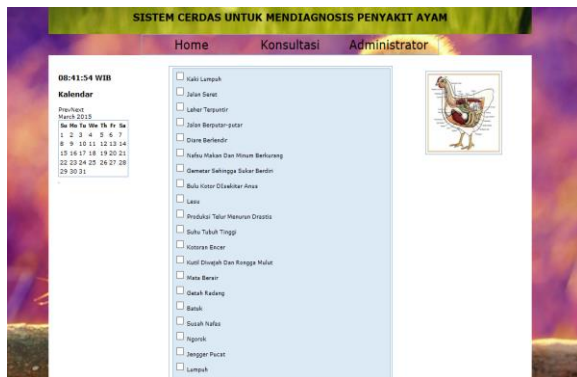 SISTEM CERDAS UNTUK MENDIAGNOSIS PENYAKIT AYAM
Home Konsultasi Administrator
08:41:54 WIB
Kalendar
PrevNext
March 2015
Su Mo Tu We Th Fr Sa
1 2 3 4 5 6 7
8 9 10 11 12 13 14
15 16 17 18 19 20 21
22 23 24 25 26 27 28
29 30 31
Kaki Lumpuh
Jalan Seret
Leher Terpuntir
Jalan Berputar-putar
Diare Berlendir
Nafsu Makan Dan Minum Berkurang
Gemetar Sehingga Sukar Berdiri
Bulu Kotor DIsekitar Anus
Lesu
Produksi Telur Menurun Drastis
Suhu Tubuh Tinggi
Kotoran Encer
Kutil Diwajah Dan Rongga Mulut
Mata Berair
Getah Radang
Batuk
Susah Nafas
Ngorok
Jengger Pucat
Lumpuh